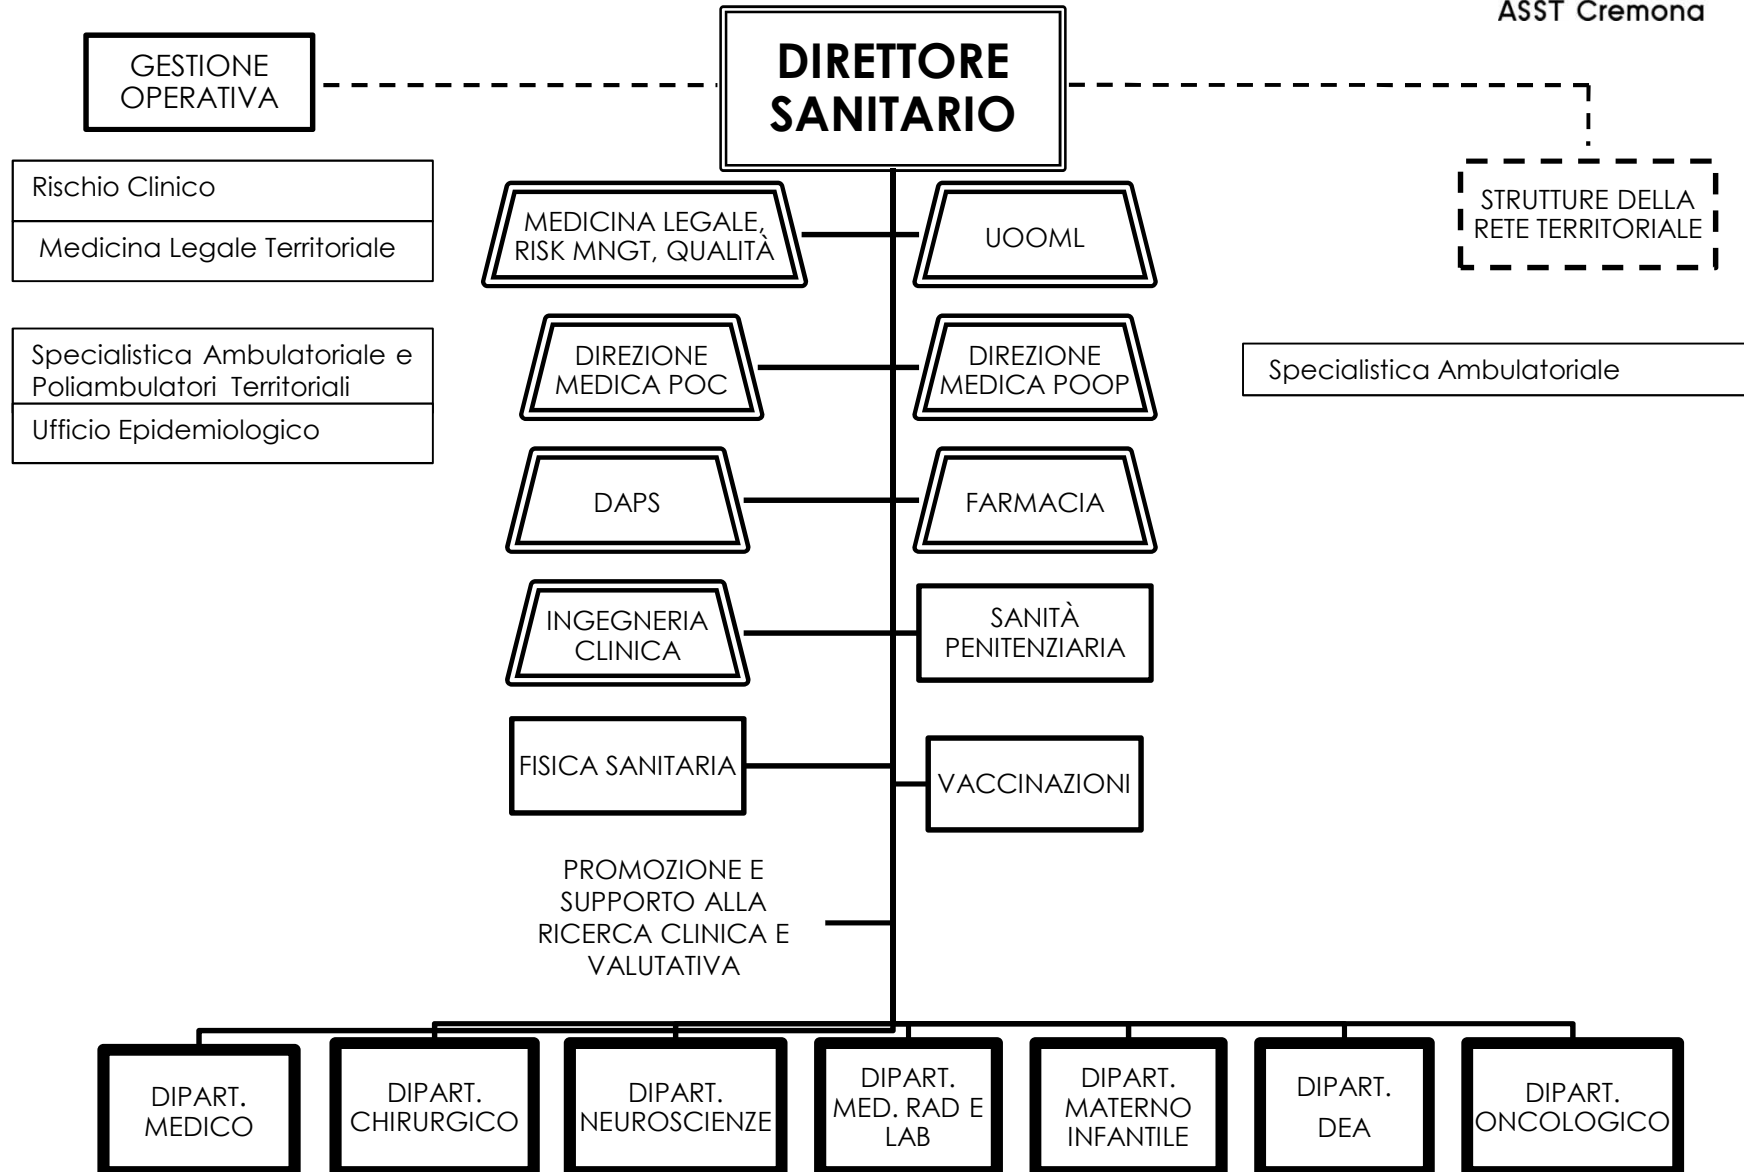 ASST Cremona
GESTIONE
OPERATIVA
DIRETTORE
SANITARIO
Rischio Clinico
Medicina Legale Territoriale
MEDICINA LEGALE,
RISK MNGT, QUALITÀ
UOOML
STRUTTURE DELLA
RETE TERRITORIALE
Specialistica Ambulatoriale e
Poliambulatori Territoriali
Ufficio Epidemiologico
DIREZIONE
MEDICA POC
DIREZIONE
MEDICA POOP
Specialistica Ambulatoriale
DAPS
FARMACIA
INGEGNERIA
CLINICA
SANITÀ
PENITENZIARIA
FISICA SANITARIA
VACCINAZIONI
PROMOZIONE E
SUPPORTO ALLA
RICERCA CLINICA E
VALUTATIVA
DIPART.
MEDICO
DIPART.
CHIRURGICO
DIPART.
NEUROSCIENZE
DIPART.
MED. RAD E
LAB
DIPART.
MATERNO
INFANTILE
DIPART.
DEA
DIPART.
ONCOLOGICO